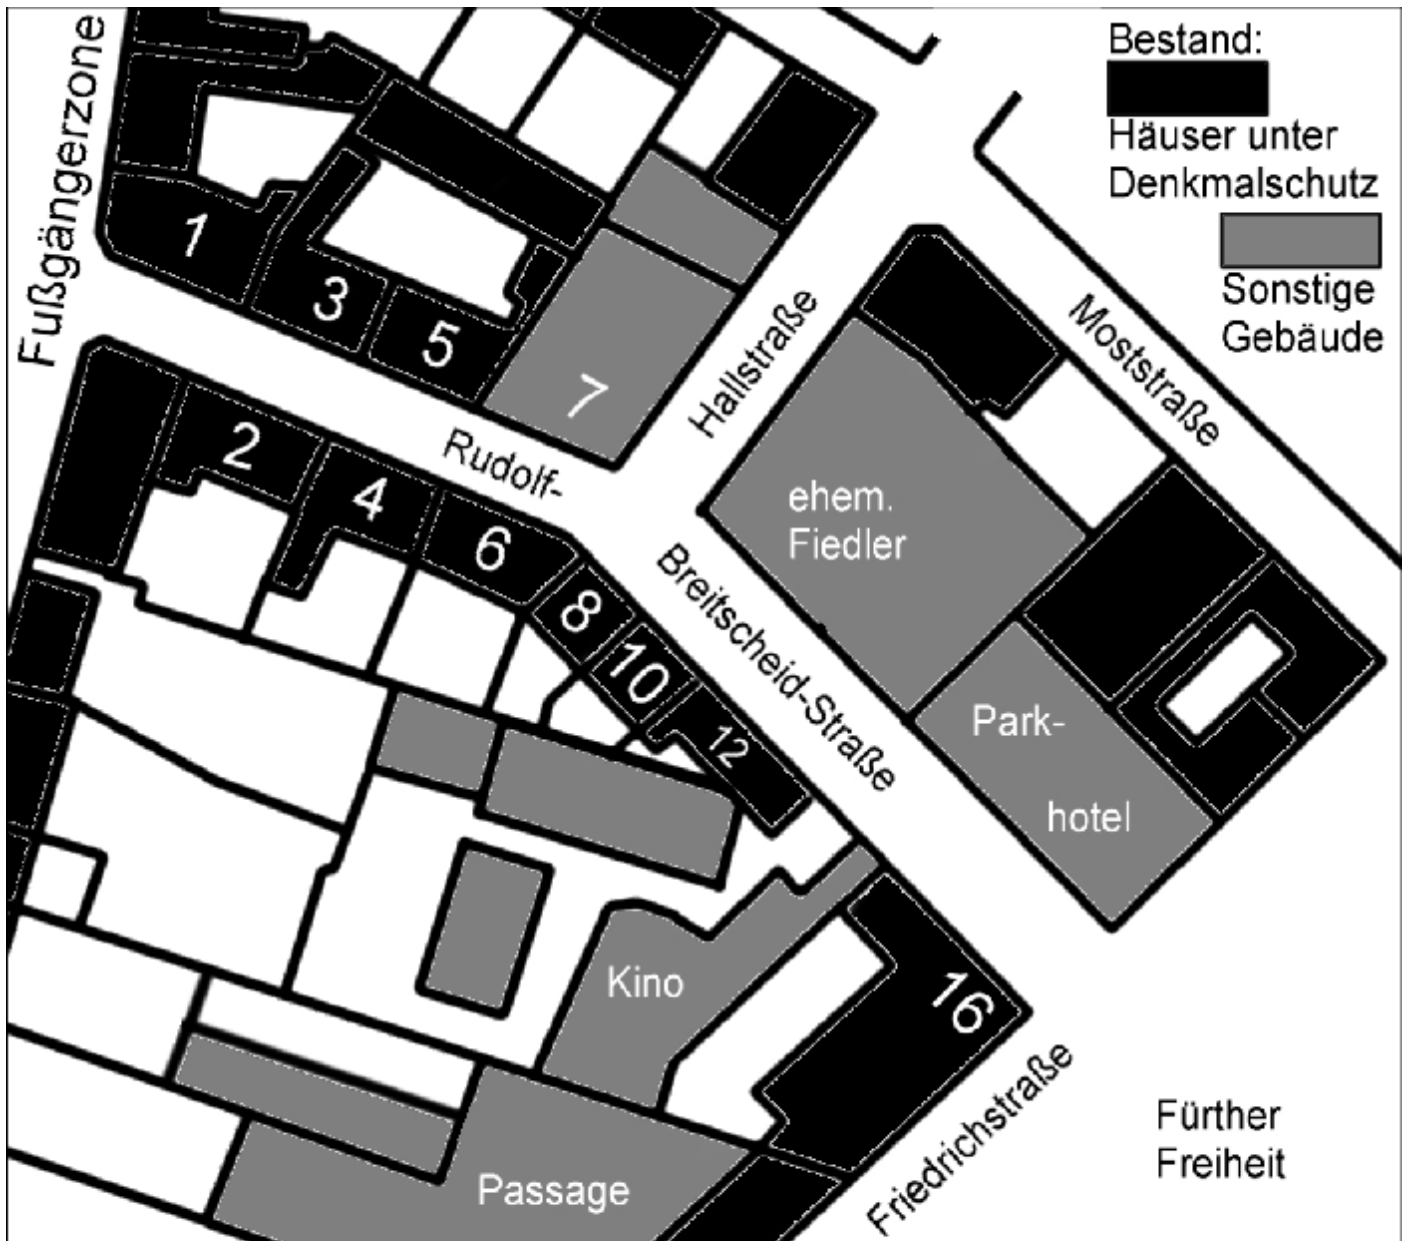 Fußgängerzone
Bestand:
Häuser unter
Denkmalschutz
Sonstige
Gebäude
1
3
5
7
Hallstraße
Moststraße
2
4
6
8
10
12
Rudolf-
Breitscheid-Straße
ehem.
Fiedler
Park-
hotel
Kino
16
Passage
Friedrichstraße
Fürther
Freiheit